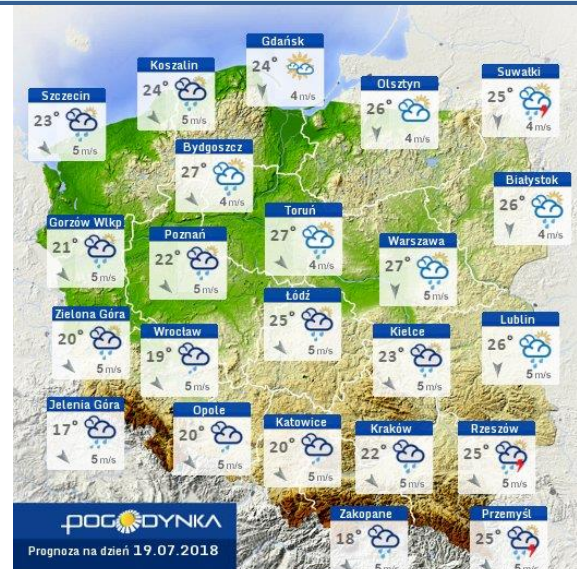 Gdańsk
24°
4 m/s
Koszalin
24°
5 m/s
Suwałki
25°
4 m/s
Olsztyn
26°
4 m/s
Szczecin
23°
5 m/s
Bydgoszcz
27°
4 m/s
Białystok
26°
4 m/s
Toruń
27°
4 m/s
Gorzów Wlkp
21°
5 m/s
Poznań
22°
5 m/s
Warszawa
27°
5 m/s
Łódź
25°
5 m/s
Zielona Góra
20°
5 m/s
Wrocław
19°
5 m/s
Kielce
23°
5 m/s
Lublin
26°
5 m/s
Jelenia Góra
17°
5 m/s
Opole
20°
5 m/s
Katowice
20°
5 m/s
Kraków
22°
5 m/s
Rzeszów
25°
5 m/s
Zakopane
18°
5 m/s
Przemyśl
25°
5 m/s
POGODYNKA
Prognoza na dzień 19.07.2018